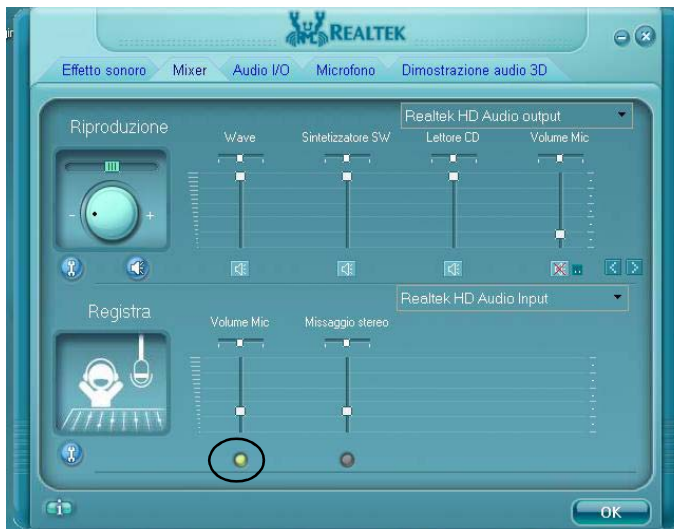 REALTEK
Effetto sonoro Mixer Audio I/O Microfono Dimostrazione audio 3D
Realtek HD Audio output
Riproduzione
Wave Sintetizzatore SW Lettore CD Volume Mic
- +
Realtek HD Audio Input
Registra
Volume Mic Missaggio stereo
OK